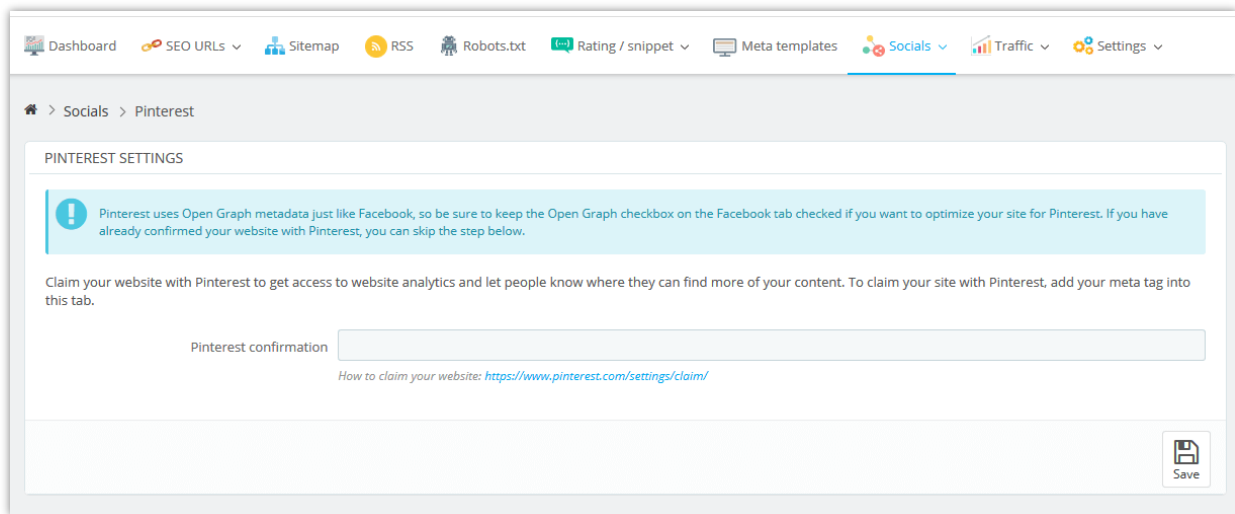 Dashboard SEO URLs Sitemap RSS Robots.txt Rating / snippet Meta templates Socials Traffic Settings
> Socials > Pinterest
PINTEREST SETTINGS
Pinterest uses Open Graph metadata just like Facebook, so be sure to keep the Open Graph checkbox on the Facebook tab checked if you want to optimize your site for Pinterest. If you have
already confirmed your website with Pinterest, you can skip the step below.
Claim your website with Pinterest to get access to website analytics and let people know where they can find more of your content. To claim your site with Pinterest, add your meta tag into
this tab.
Pinterest confirmation
How to claim your website: https://www.pinterest.com/settings/claim/
Save